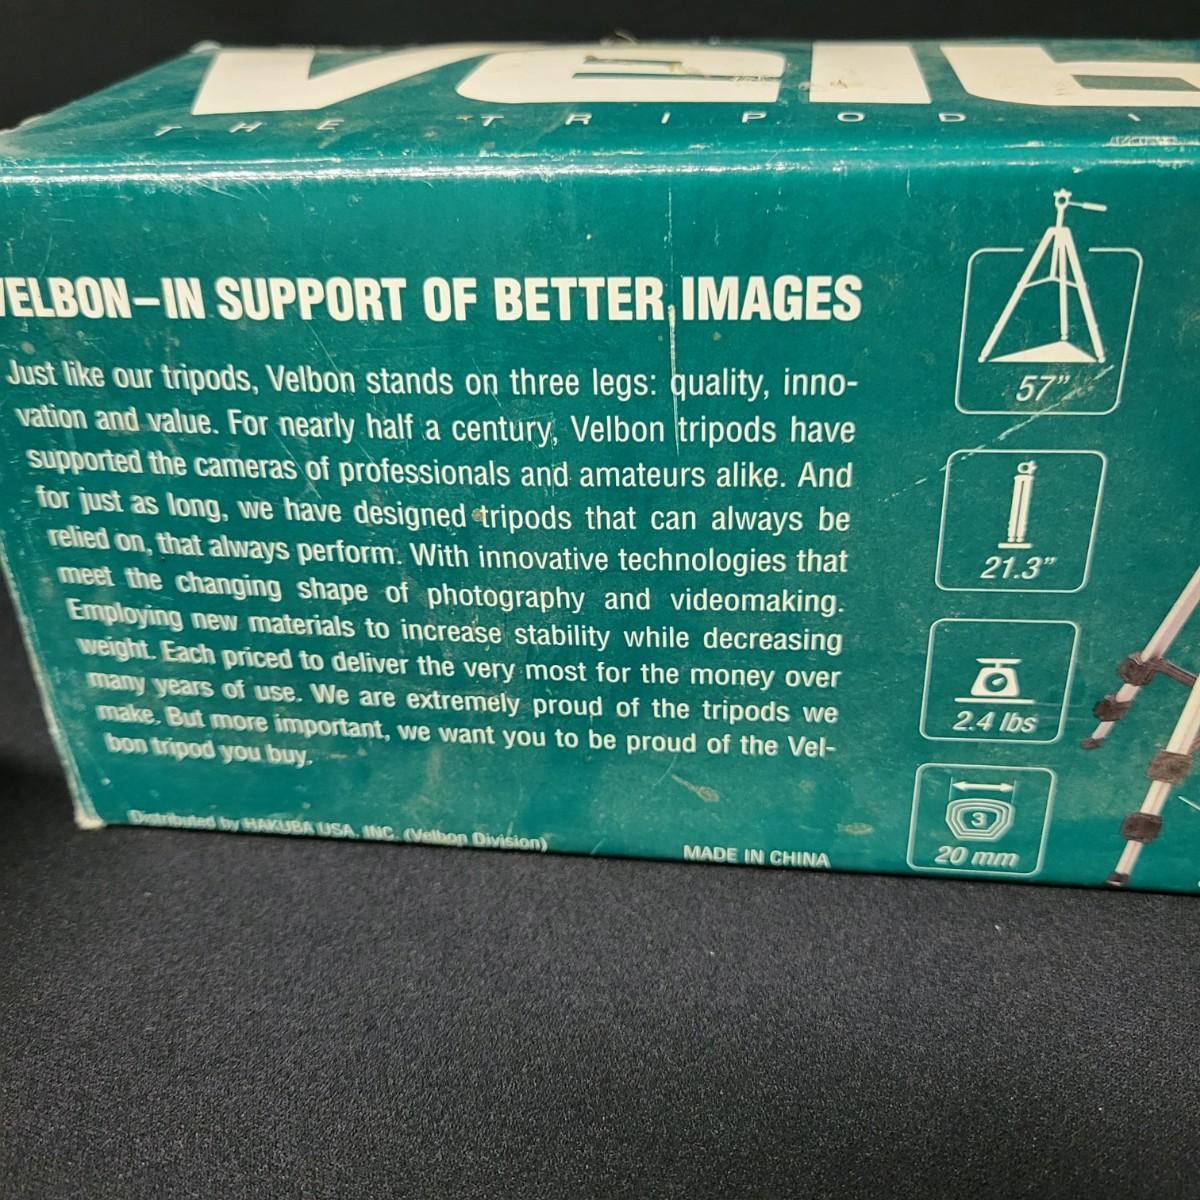 Velb
THE TRIPOD
VELBON–IN SUPPORT OF BETTER IMAGES
Just like our tripods, Velbon stands on three legs: quality, inno-
vation and value. For nearly half a century, Velbon tripods have
supported the cameras of professionals and amateurs alike. And
for just as long, we have designed tripods that can always be
relied on, that always perform. With innovative technologies that
meet the changing shape of photography and videomaking.
Employing new materials to increase stability while decreasing
weight. Each priced to deliver the very most for the money over
many years of use. We are extremely proud of the tripods we
make. But more important, we want you to be proud of the Vel-
bon tripod you buy.
Distributed by HAKUBA USA, INC. (Velbon Division)
MADE IN CHINA
57”
21.3”
2.4 lbs
3
20 mm